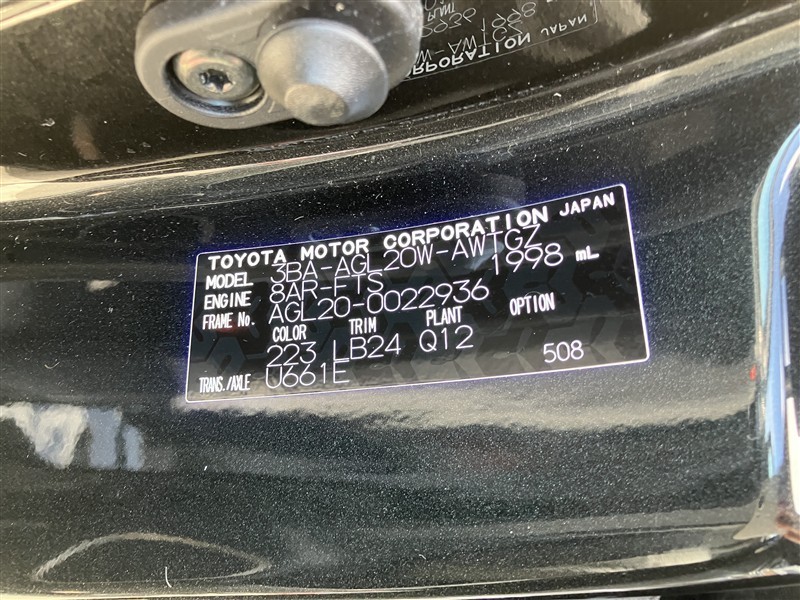 TOYOTA MOTOR CORPORATION JAPAN
MODEL 3BA-AGL20W-AWTGZ
ENGINE 8AR-FTS 1998 mL
FRAME No. AGL20-0022936
COLOR TRIM PLANT OPTION
223 LB24 Q12
TRANS./AXLE U661E 508